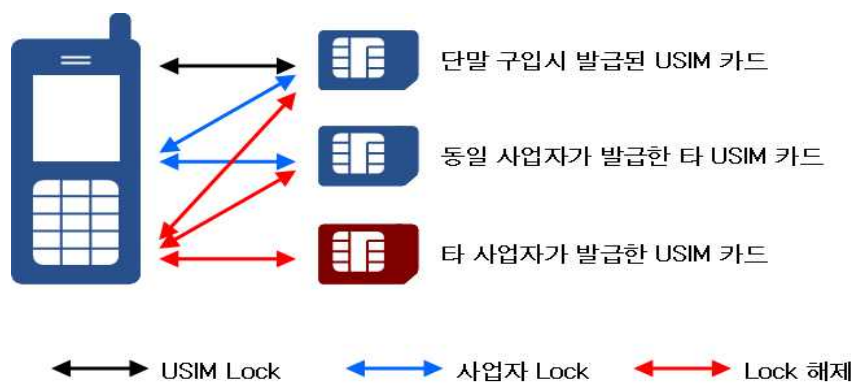 단말 구입시 발급된 USIM 카드
동일 사업자가 발급한 타 USIM 카드
타 사업자가 발급한 USIM 카드
USIM Lock
사업자 Lock
Lock 해제